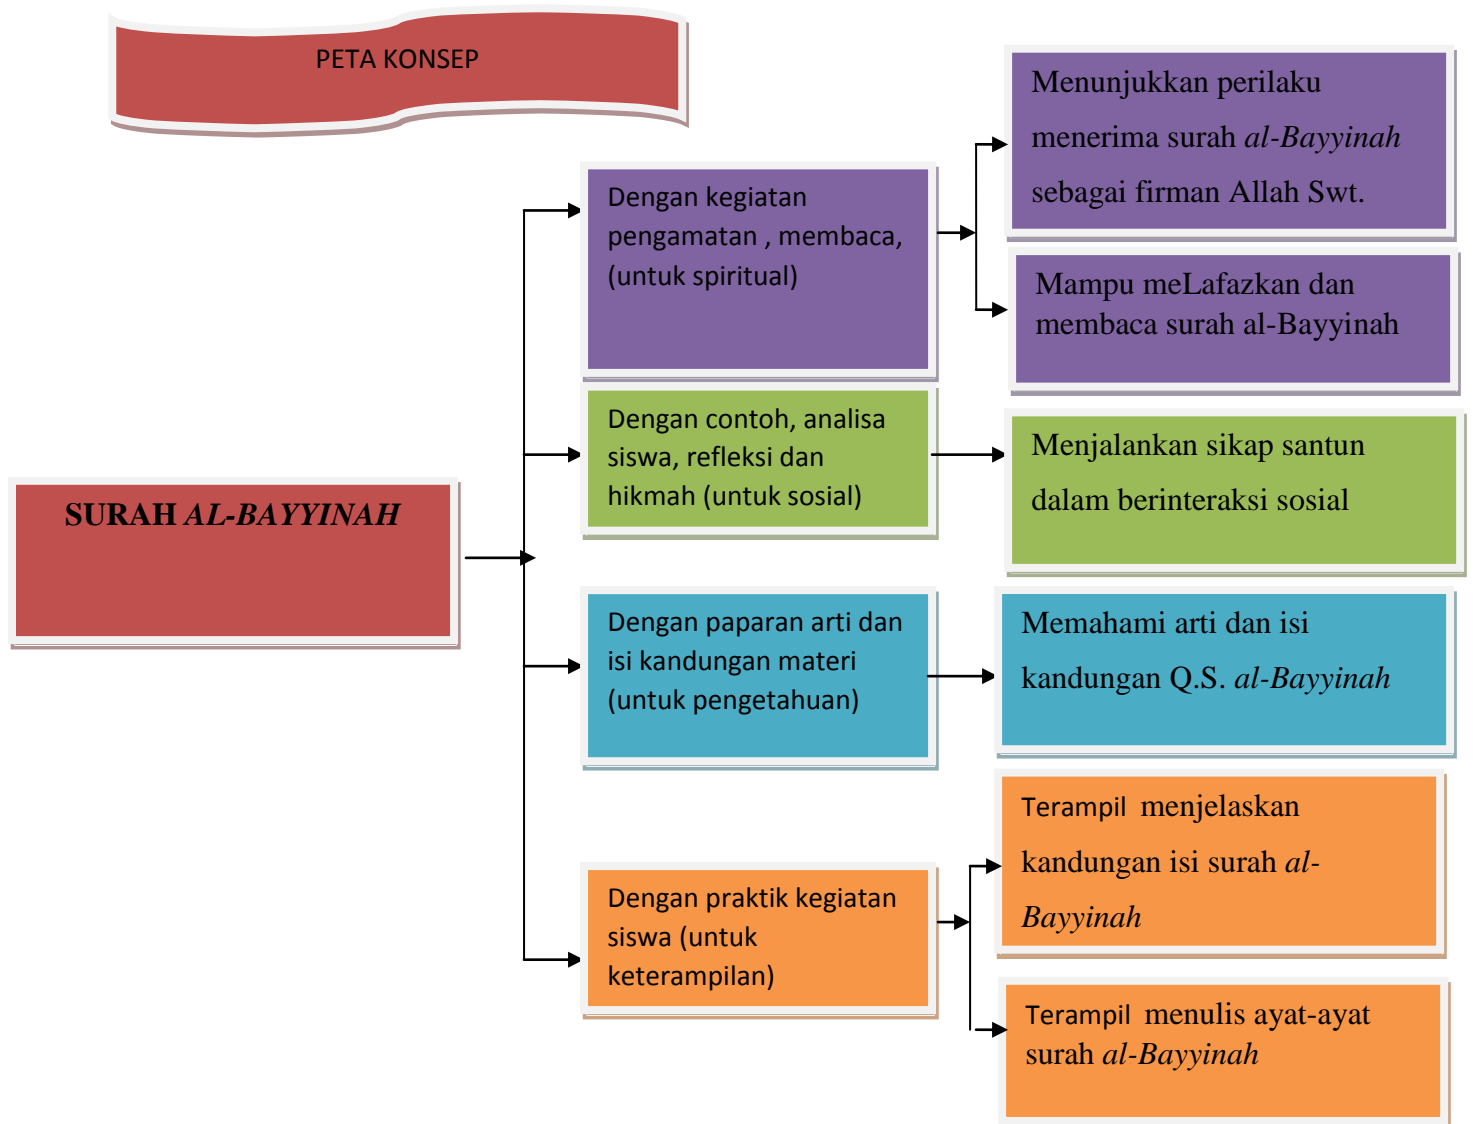 PETA KONSEP
SURAH AL-BAYYINAH
Dengan kegiatan
pengamatan , membaca,
(untuk spiritual)
Menunjukkan perilaku
menerima surah al-Bayyinah
sebagai firman Allah Swt.
Mampu meLafazkan dan
membaca surah al-Bayyinah
Dengan contoh, analisa
siswa, refleksi dan
hikmah (untuk sosial)
Menjalankan sikap santun
dalam berinteraksi sosial
Dengan paparan arti dan
isi kandungan materi
(untuk pengetahuan)
Memahami arti dan isi
kandungan Q.S. al-Bayyinah
Dengan praktik kegiatan
siswa (untuk
keterampilan)
Terampil menjelaskan
kandungan isi surah al-
Bayyinah
Terampil menulis ayat-ayat
surah al-Bayyinah